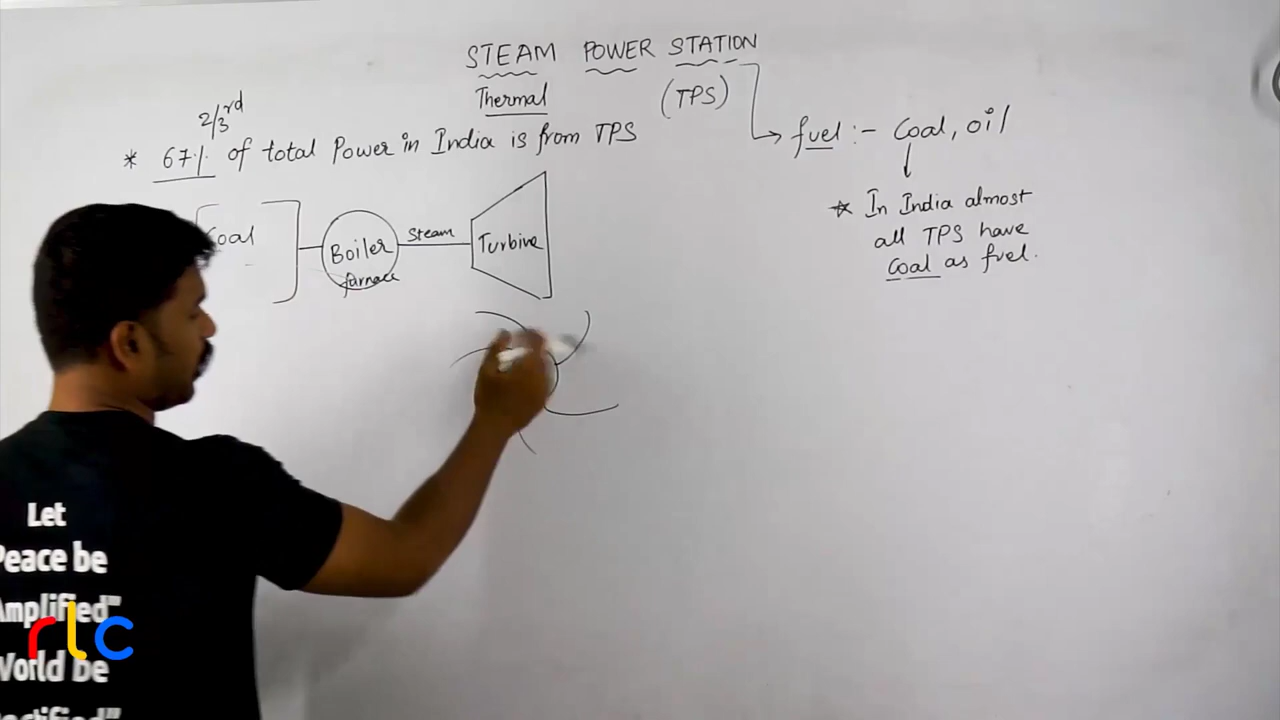 STEAM POWER STATION
Thermal (TPS)
2/3rd
* 67% of total Power in India is from TPS
fuel :- Coal, oil
* In India almost
all TPS have
Coal as fuel.
Coal
Boiler
furnace
Steam
Turbine
Let
Peace be
Amplified"
World be
rlc